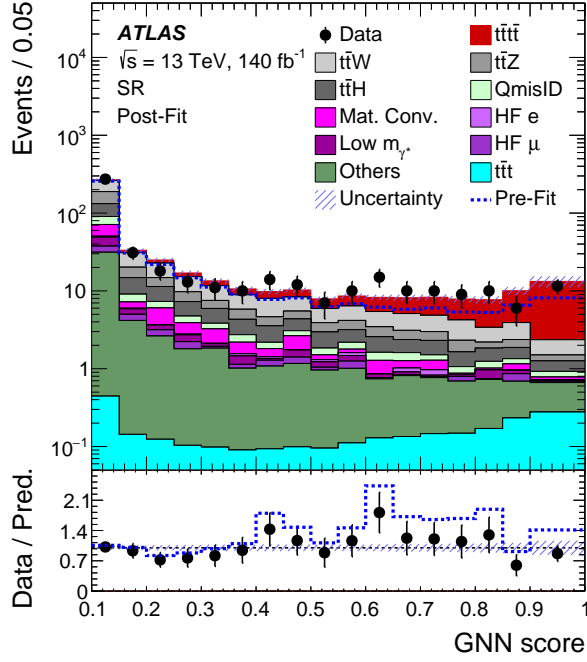 ATLAS
√s = 13 TeV, 140 fb⁻¹
SR
Post-Fit
Data
tt̄tt̄
tt̄W
tt̄Z
tt̄H
QmisID
Mat. Conv.
HF e
Low mγ*
HF μ
Others
tt̄t
Uncertainty
Pre-Fit
Events / 0.05
10⁴
10³
10²
10
1
10⁻¹
Data / Pred.
2.1
1.4
0.7
0
0.1 0.2 0.3 0.4 0.5 0.6 0.7 0.8 0.9 1
GNN score